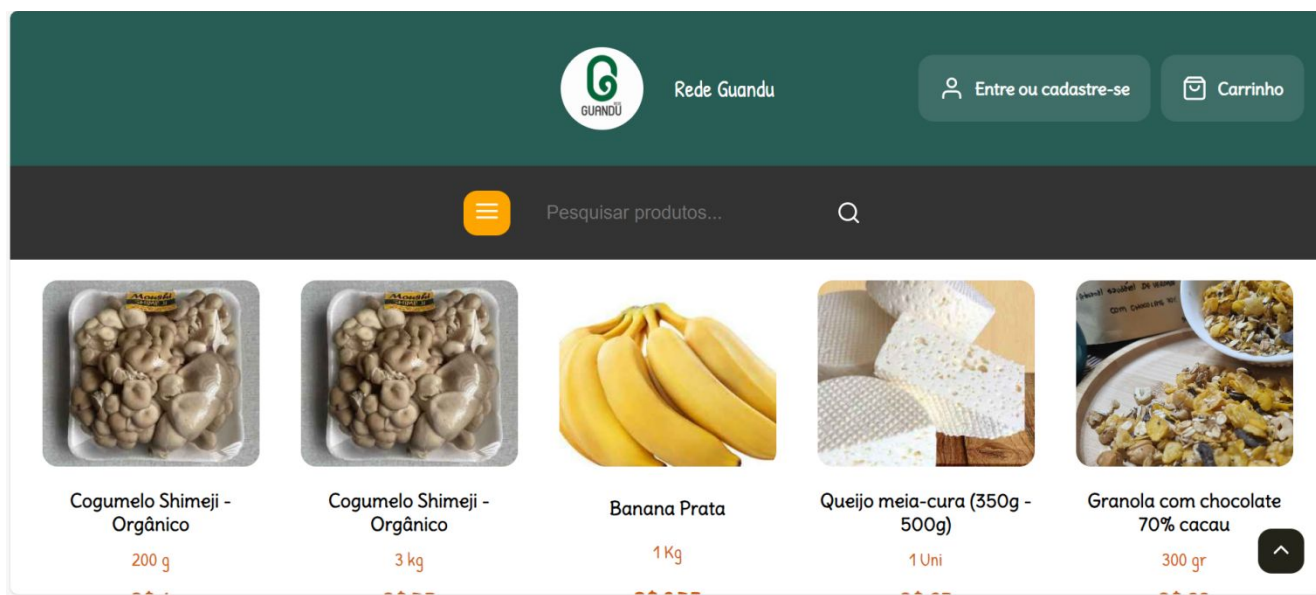 GUANDU
Rede Guandu
Entre ou cadastre-se
Carrinho
Pesquisar produtos...
Cogumelo Shimeji -
Orgânico
200 g
Cogumelo Shimeji -
Orgânico
3 kg
Banana Prata
1 Kg
Queijo meia-cura (350g -
500g)
1 Uni
Granola com chocolate
70% cacau
300 gr